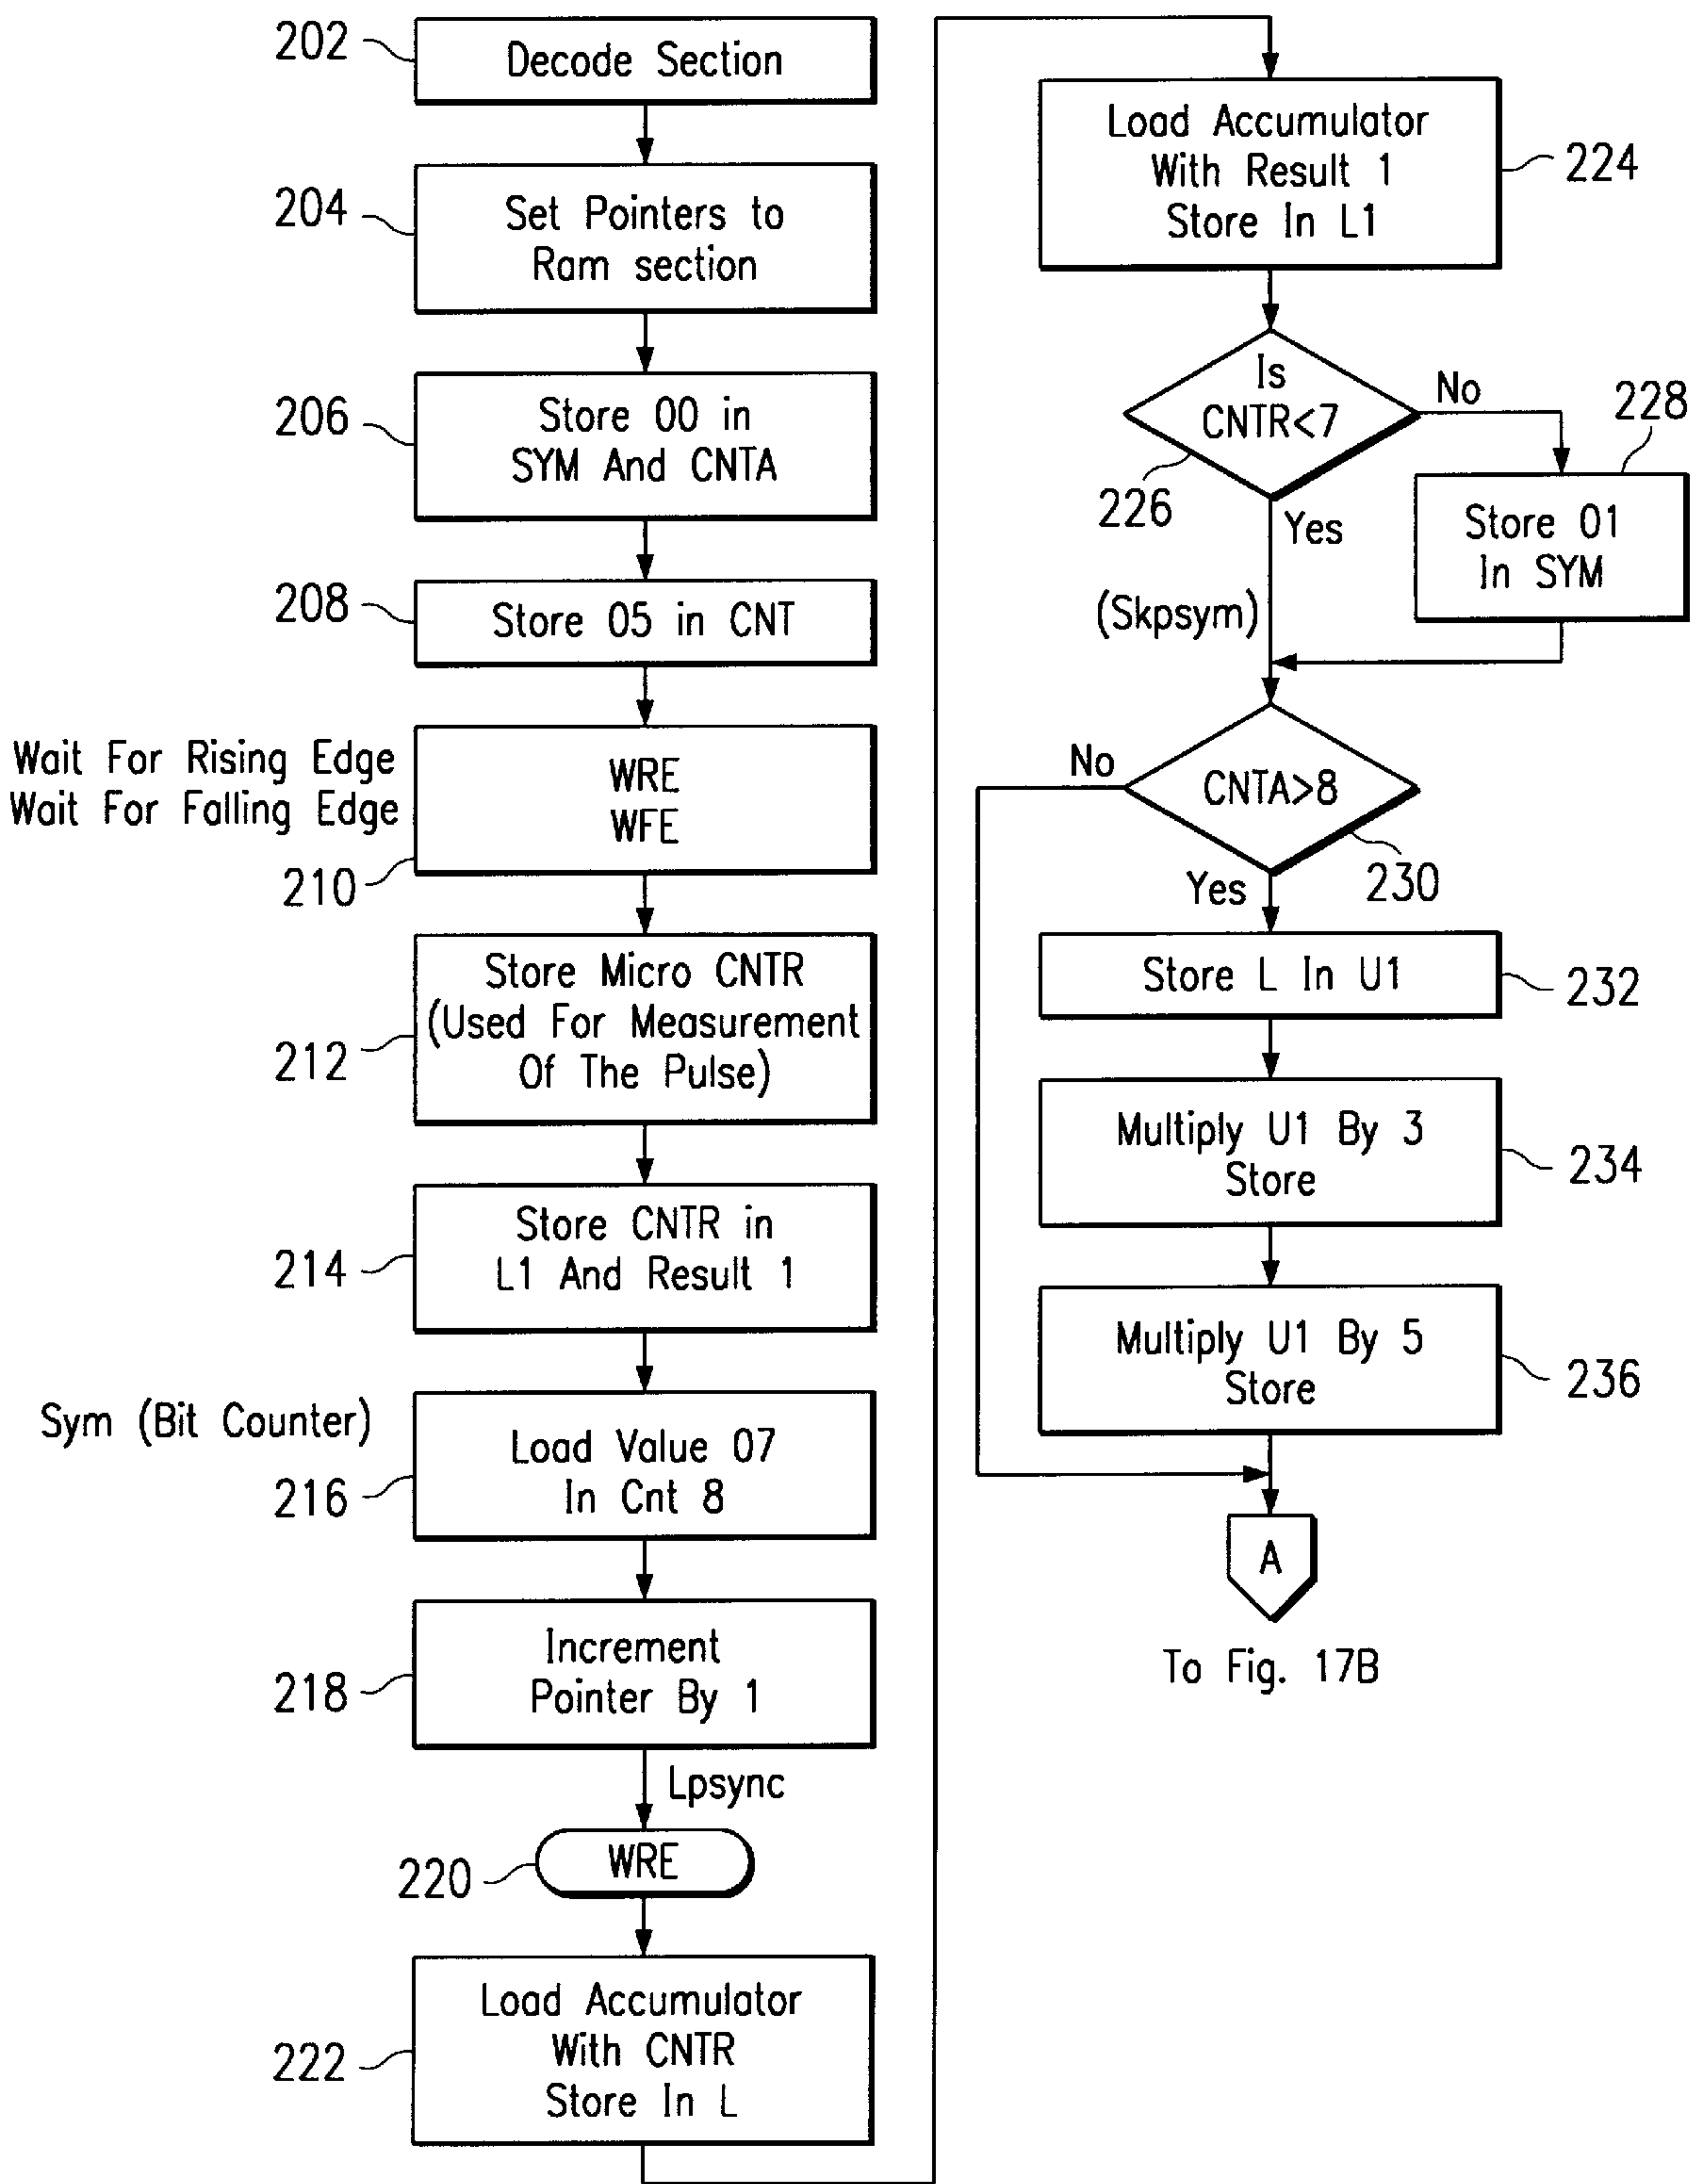 202
Decode Section
204
Set Pointers to
Ram section
206
Store 00 in
SYM And CNTA
208
Store 05 in CNT
Wait For Rising Edge
Wait For Falling Edge
WRE
WFE
210
212
Store Micro CNTR
(Used For Measurement
Of The Pulse)
214
Store CNTR in
L1 And Result 1
Sym (Bit Counter)
216
Load Value 07
In Cnt 8
218
Increment
Pointer By 1
Lpsync
220
WRE
222
Load Accumulator
With CNTR
Store In L
Load Accumulator
With Result 1
Store In L1
224
Is
CNTR<7
No
226
Yes
228
Store 01
In SYM
(Skpsym)
No
CNTA>8
230
Yes
Store L In U1
232
Multiply U1 By 3
Store
234
Multiply U1 By 5
Store
236
A
To Fig. 17B